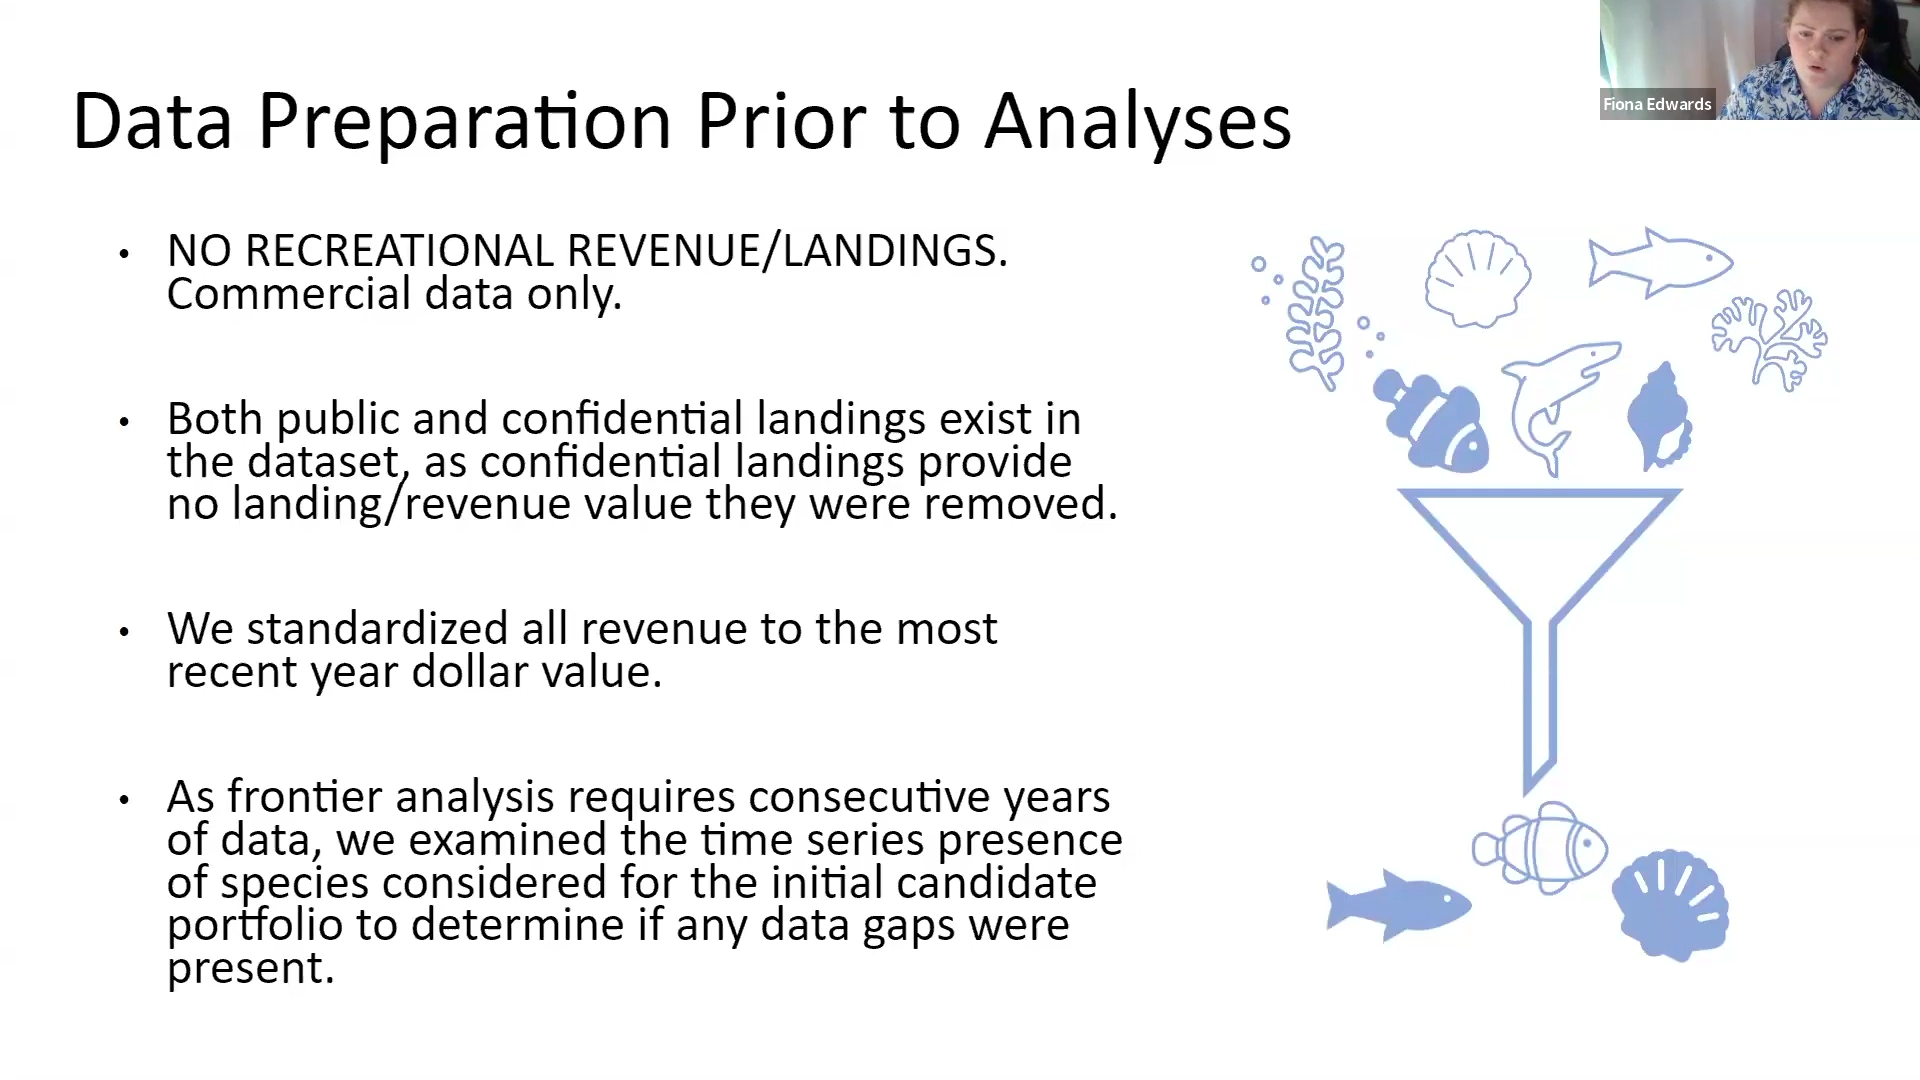 Data Preparation Prior to Analyses
Fiona Edwards
• NO RECREATIONAL REVENUE/LANDINGS.
Commercial data only.
• Both public and confidential landings exist in
the dataset, as confidential landings provide
no landing/revenue value they were removed.
• We standardized all revenue to the most
recent year dollar value.
• As frontier analysis requires consecutive years
of data, we examined the time series presence
of species considered for the initial candidate
portfolio to determine if any data gaps were
present.